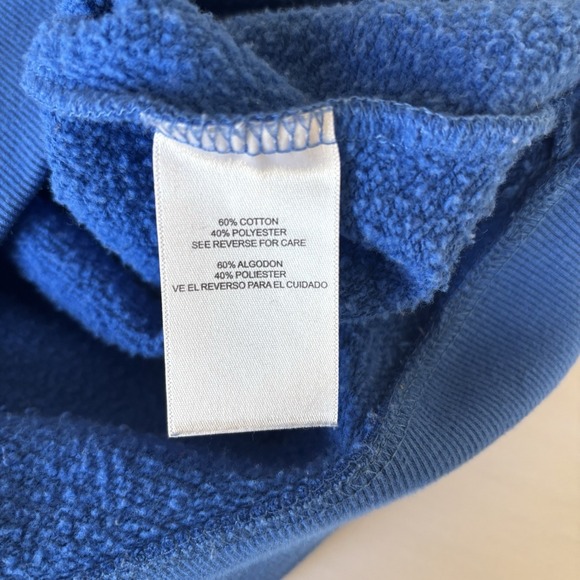 60% COTTON
40% POLYESTER
SEE REVERSE FOR CARE
60% ALGODON
40% POLIESTER
VE EL REVERSO PARA EL CUIDADO